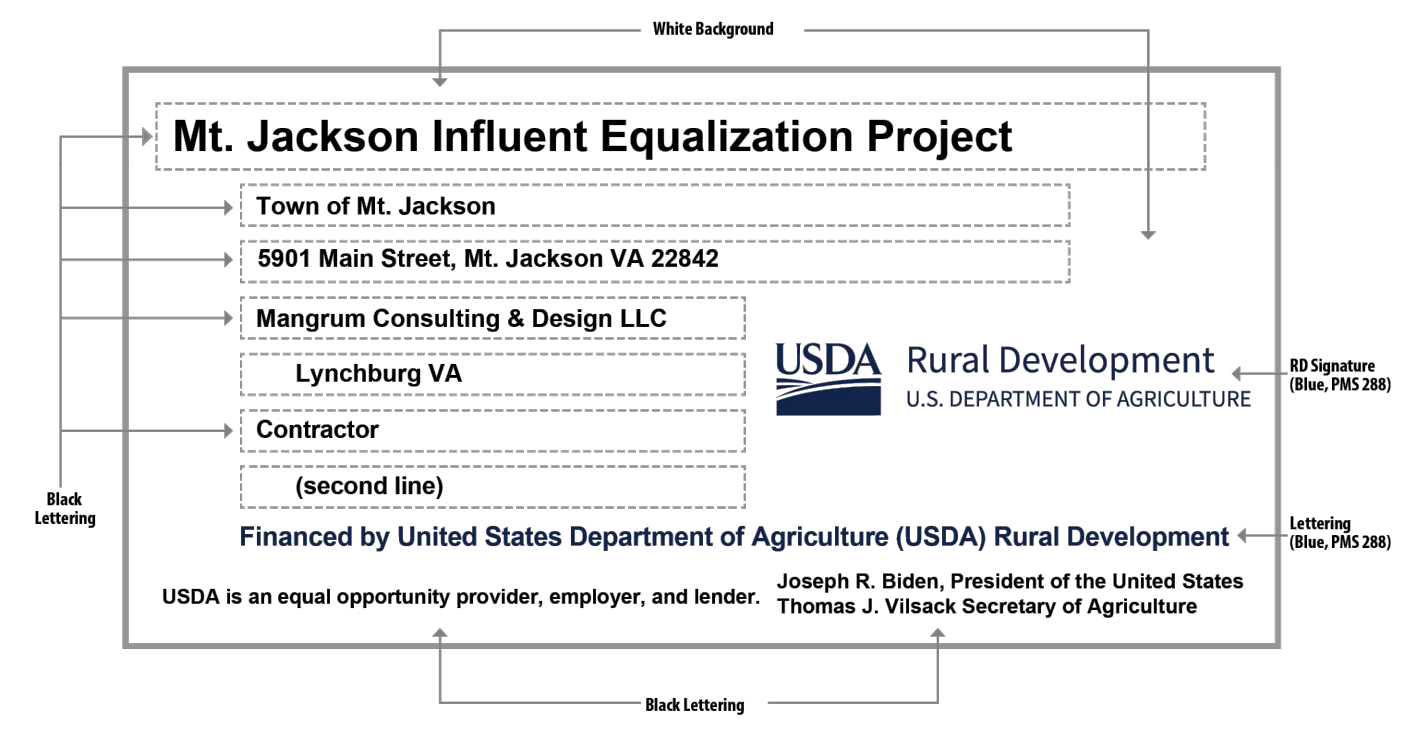 White Background
Mt. Jackson Influent Equalization Project
Town of Mt. Jackson
5901 Main Street, Mt. Jackson VA 22842
Mangrum Consulting & Design LLC
Lynchburg VA
Contractor
(second line)
USDA Rural Development
U.S. DEPARTMENT OF AGRICULTURE
RD Signature
(Blue, PMS 288)
Black
Lettering
Financed by United States Department of Agriculture (USDA) Rural Development
Lettering
(Blue, PMS 288)
USDA is an equal opportunity provider, employer, and lender.
Joseph R. Biden, President of the United States
Thomas J. Vilsack Secretary of Agriculture
Black Lettering